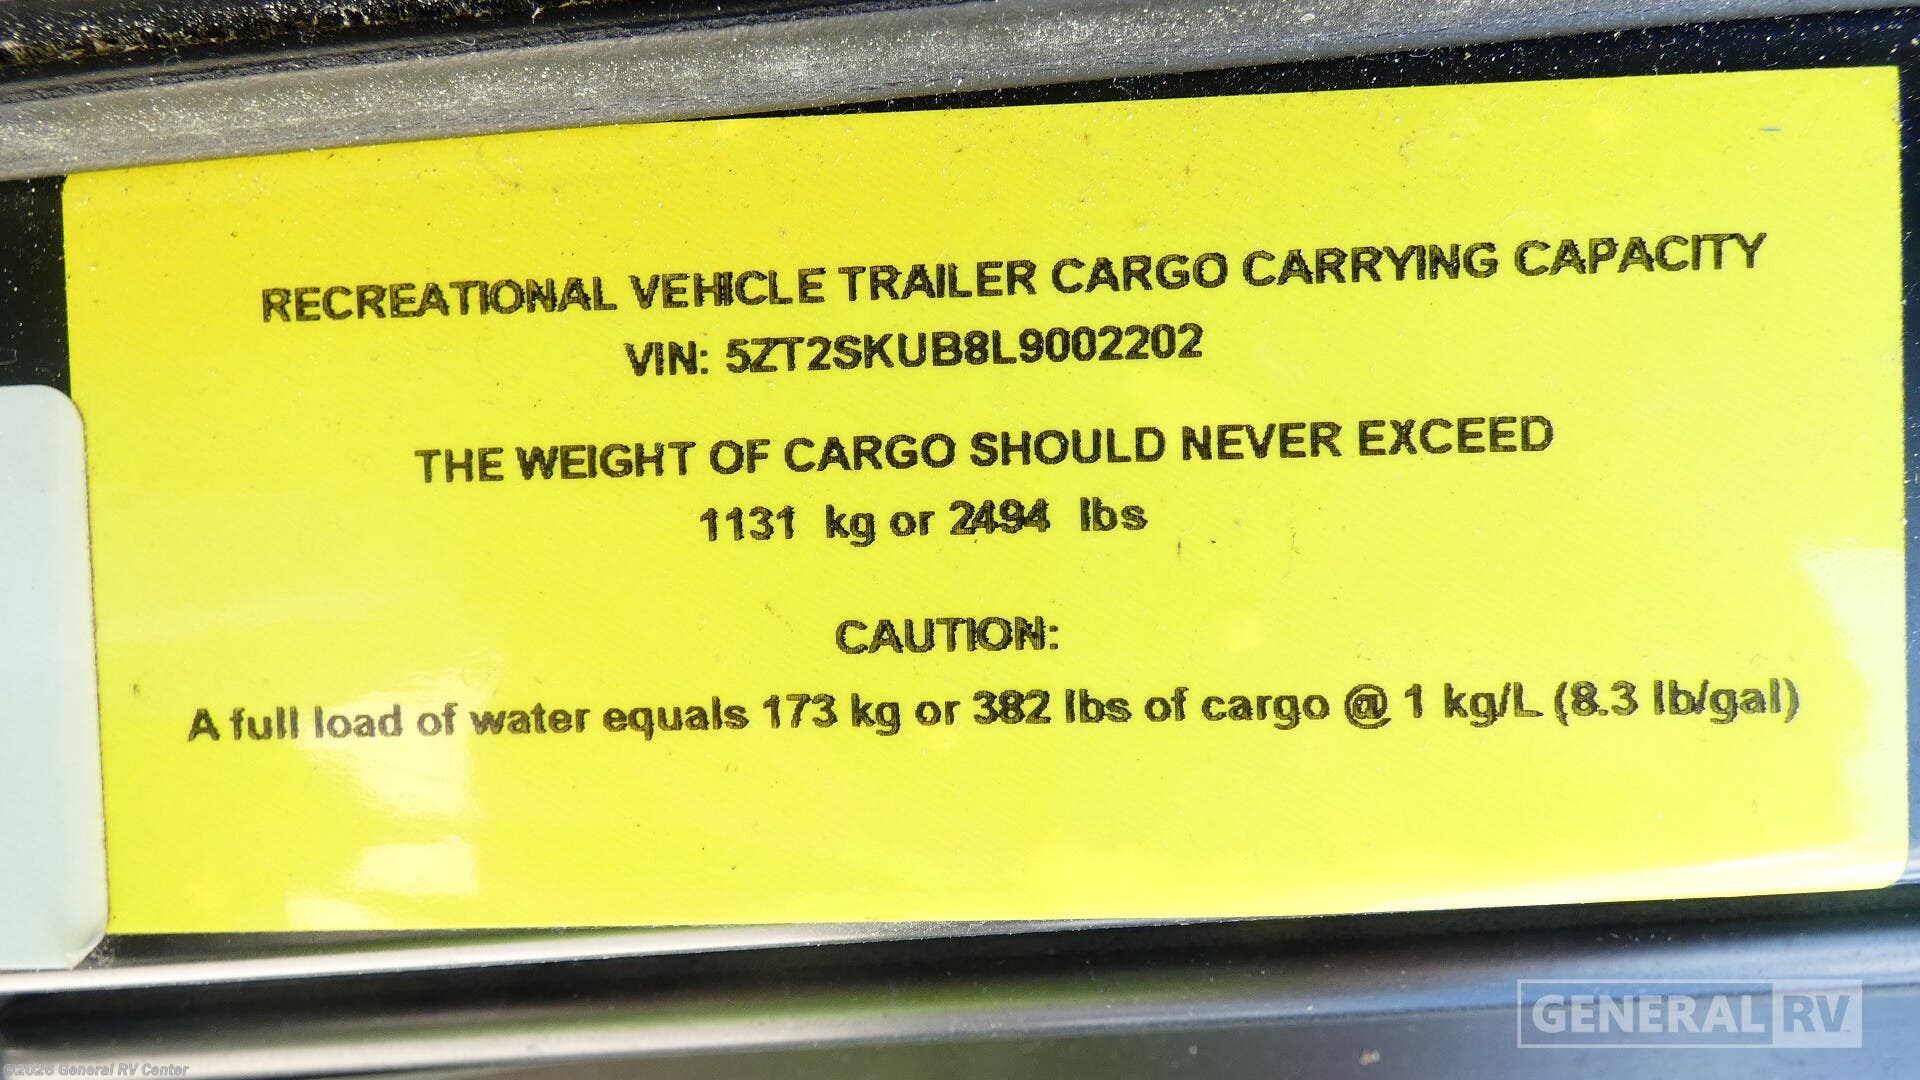 RECREATIONAL VEHICLE TRAILER CARGO CARRYING CAPACITY
VIN: 5ZT2SKUB8L9002202
THE WEIGHT OF CARGO SHOULD NEVER EXCEED
1131 kg or 2494 lbs
CAUTION:
A full load of water equals 173 kg or 382 lbs of cargo @ 1 kg/L (8.3 lb/gal)
GENERAL RV
©2026 General RV Center